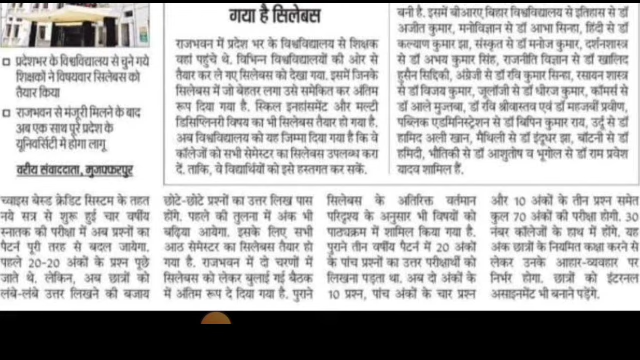 गया है सिलेबस
प्रदेशभर के विश्वविद्यालय से चुने गये
शिक्षकों ने विषयवार सिलेबस को
तैयार किया
राजभवन से मंजूरी मिलने के बाद
अब एक साथ पूरे प्रदेश के
यूनिवर्सिटी में होगा लागू
वरीय संवाददाता, मुजफ्फरपुर
राजभवन में प्रदेश भर के विश्वविद्यालय से शिक्षक
वहां पहुंचे थे. विभिन्न विश्वविद्यालयों की ओर से
तैयार कर ले गए सिलेबस को देखा गया. इसमें जिनके
सिलेबस में जो बेहतर लगा उसे समेकित कर अंतिम
रूप दिया गया है. स्किल इनहांसमेंट और मल्टी
डिसिप्लिनरी विषय का भी सिलेबस तैयार हो गया है.
अब विश्वविद्यालय को यह जिम्मा दिया गया है कि वे
कॉलेजों को सभी सेमेस्टर का सिलेबस उपलब्ध करा
दें. ताकि, वे विद्यार्थियों को इसे हस्तगत कर सकें.
बनी है. इसमें बीआरए बिहार विश्वविद्यालय से इतिहास से डॉ
अजीत कुमार, मनोविज्ञान से डॉ आभा सिन्हा, हिंदी से डॉ
कल्याण कुमार झा, संस्कृत से डॉ मनोज कुमार, दर्शनशास्त्र
से डॉ अभय कुमार सिंह, राजनीति विज्ञान से डॉ खालिद
हुसैन सिद्दिकी, अंग्रेजी से डॉ रवि कुमार सिन्हा, रसायन शास्त्र
से डॉ विजय कुमार, जूलॉजी से डॉ धीरज कुमार, कॉमर्स से
डॉ आले मुज्तबा, डॉ रवि श्रीवास्तव एवं डॉ महजबीं प्रवीण,
पब्लिक एडमिनिस्ट्रेशन से डॉ बिपिन कुमार राय, उर्दू से डॉ
हामिद अली खान, मैथिली से डॉ इंदुधर झा, बॉटनी से डॉ
हमिदी, भौतिकी से डॉ आशुतोष व भूगोल से डॉ राम प्रवेश
यादव शामिल हैं.
च्वाइस बेस्ड क्रेडिट सिस्टम के तहत
नये सत्र से शुरू हुई चार वर्षीय
स्नातक की परीक्षा में अब प्रश्नों का
पैटर्न पूरी तरह से बदल जायेगा.
पहले 20-20 अंकों के प्रश्न पूछे
जाते थे. लेकिन, अब छात्रों को
लंबे-लंबे उत्तर लिखने की बजाय
छोटे-छोटे प्रश्नों का उत्तर लिख पास
होंगे. पहले की तुलना में अंक भी
बढ़िया आयेगा. इसके लिए सभी
आठ सेमेस्टर का सिलेबस तैयार हो
गया है. राजभवन में दो चरणों में
सिलेबस को लेकर बुलाई गई बैठक
में अंतिम रूप दे दिया गया है. पुराने
सिलेबस के अतिरिक्त वर्तमान
परिदृश्य के अनुसार भी विषयों को
पाठ्यक्रम में शामिल किया गया है.
पुराने तीन वर्षीय पैटर्न में 20 अंकों
के पांच प्रश्नों का उत्तर परीक्षार्थी को
लिखना पड़ता था. अब दो अंकों के
10 प्रश्न, पांच अंकों के चार प्रश्न
और 10 अंकों के तीन प्रश्न समेत
कुल 70 अंकों की परीक्षा होगी. 30
नंबर कॉलेजों के हाथ में होंगे. यह
अंक छात्रों के नियमित कक्षा करने से
लेकर उनके आहार-व्यवहार पर
निर्भर होगा. छात्रों को इंटरनल
असाइनमेंट भी बनाने पड़ेंगे.